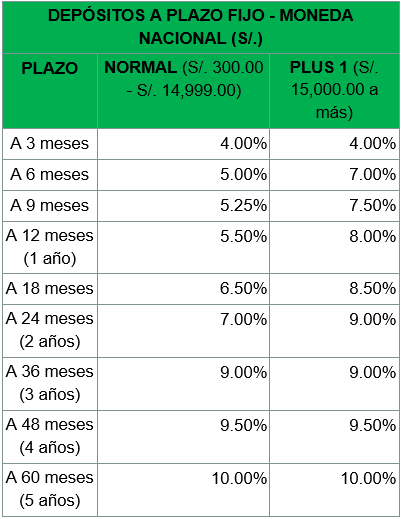 DEPÓSITOS A PLAZO FIJO - MONEDA
NACIONAL (S/.)
PLAZO
NORMAL (S/. 300.00
- S/. 14,999.00)
PLUS 1 (S/.
15,000.00 a
más)
A 3 meses 4.00% 4.00%
A 6 meses 5.00% 7.00%
A 9 meses 5.25% 7.50%
A 12 meses
(1 año) 5.50% 8.00%
A 18 meses 6.50% 8.50%
A 24 meses
(2 años) 7.00% 9.00%
A 36 meses
(3 años) 9.00% 9.00%
A 48 meses
(4 años) 9.50% 9.50%
A 60 meses
(5 años) 10.00% 10.00%